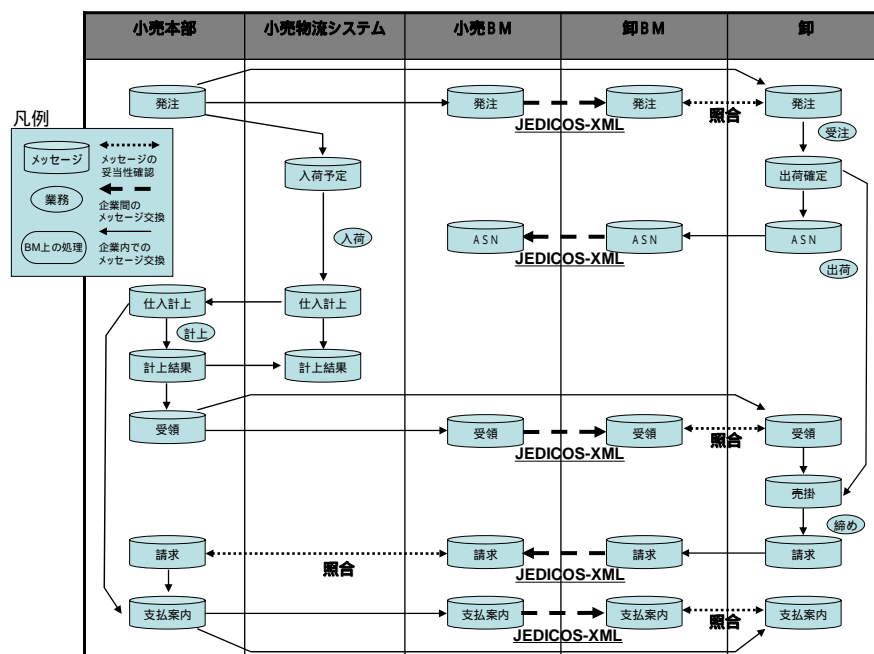 小売本部 小売物流システム 小売BM 卸BM 卸
発注 発注 発注 発注
JEDICOS-XML 照合
受注
凡例
メッセージ メッセージの
妥当性確認
業務 企業間の
メッセージ交換
BM上の処理 企業内での
メッセージ交換
入荷予定 出荷確定
入荷 ASN ASN ASN
JEDICOS-XML 出荷
仕入計上 仕入計上
計上
計上結果 計上結果
受領 受領 受領 受領
JEDICOS-XML 照合
売掛
締め
請求 請求 請求 請求
照合 JEDICOS-XML
支払案内 支払案内 支払案内 支払案内
JEDICOS-XML 照合